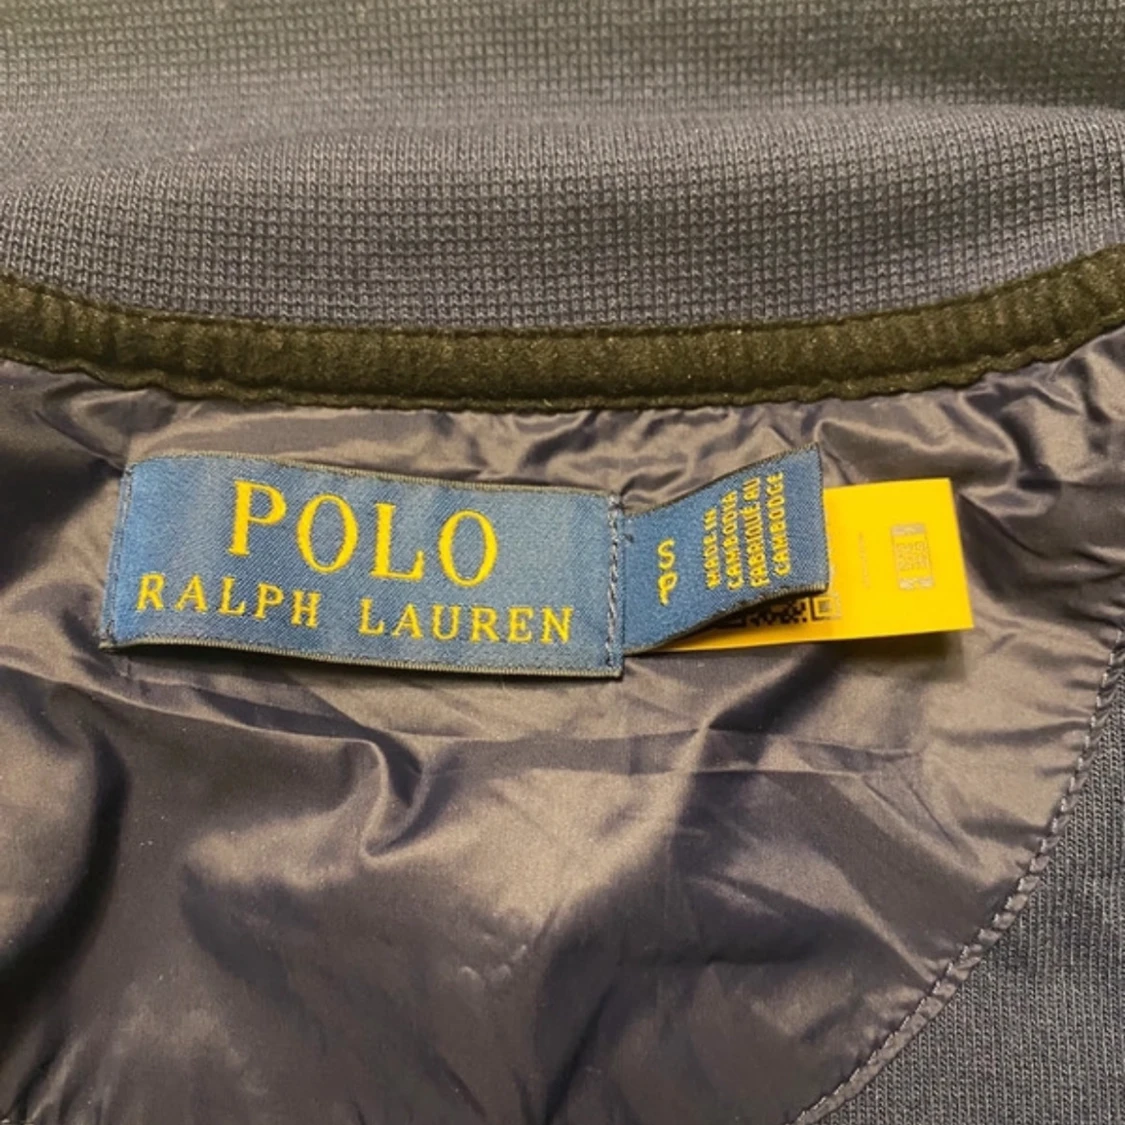 POLO
RALPH LAUREN
S
P
MADE IN
CAMBODIA
FABRIQUÉ AU
CAMBODGE